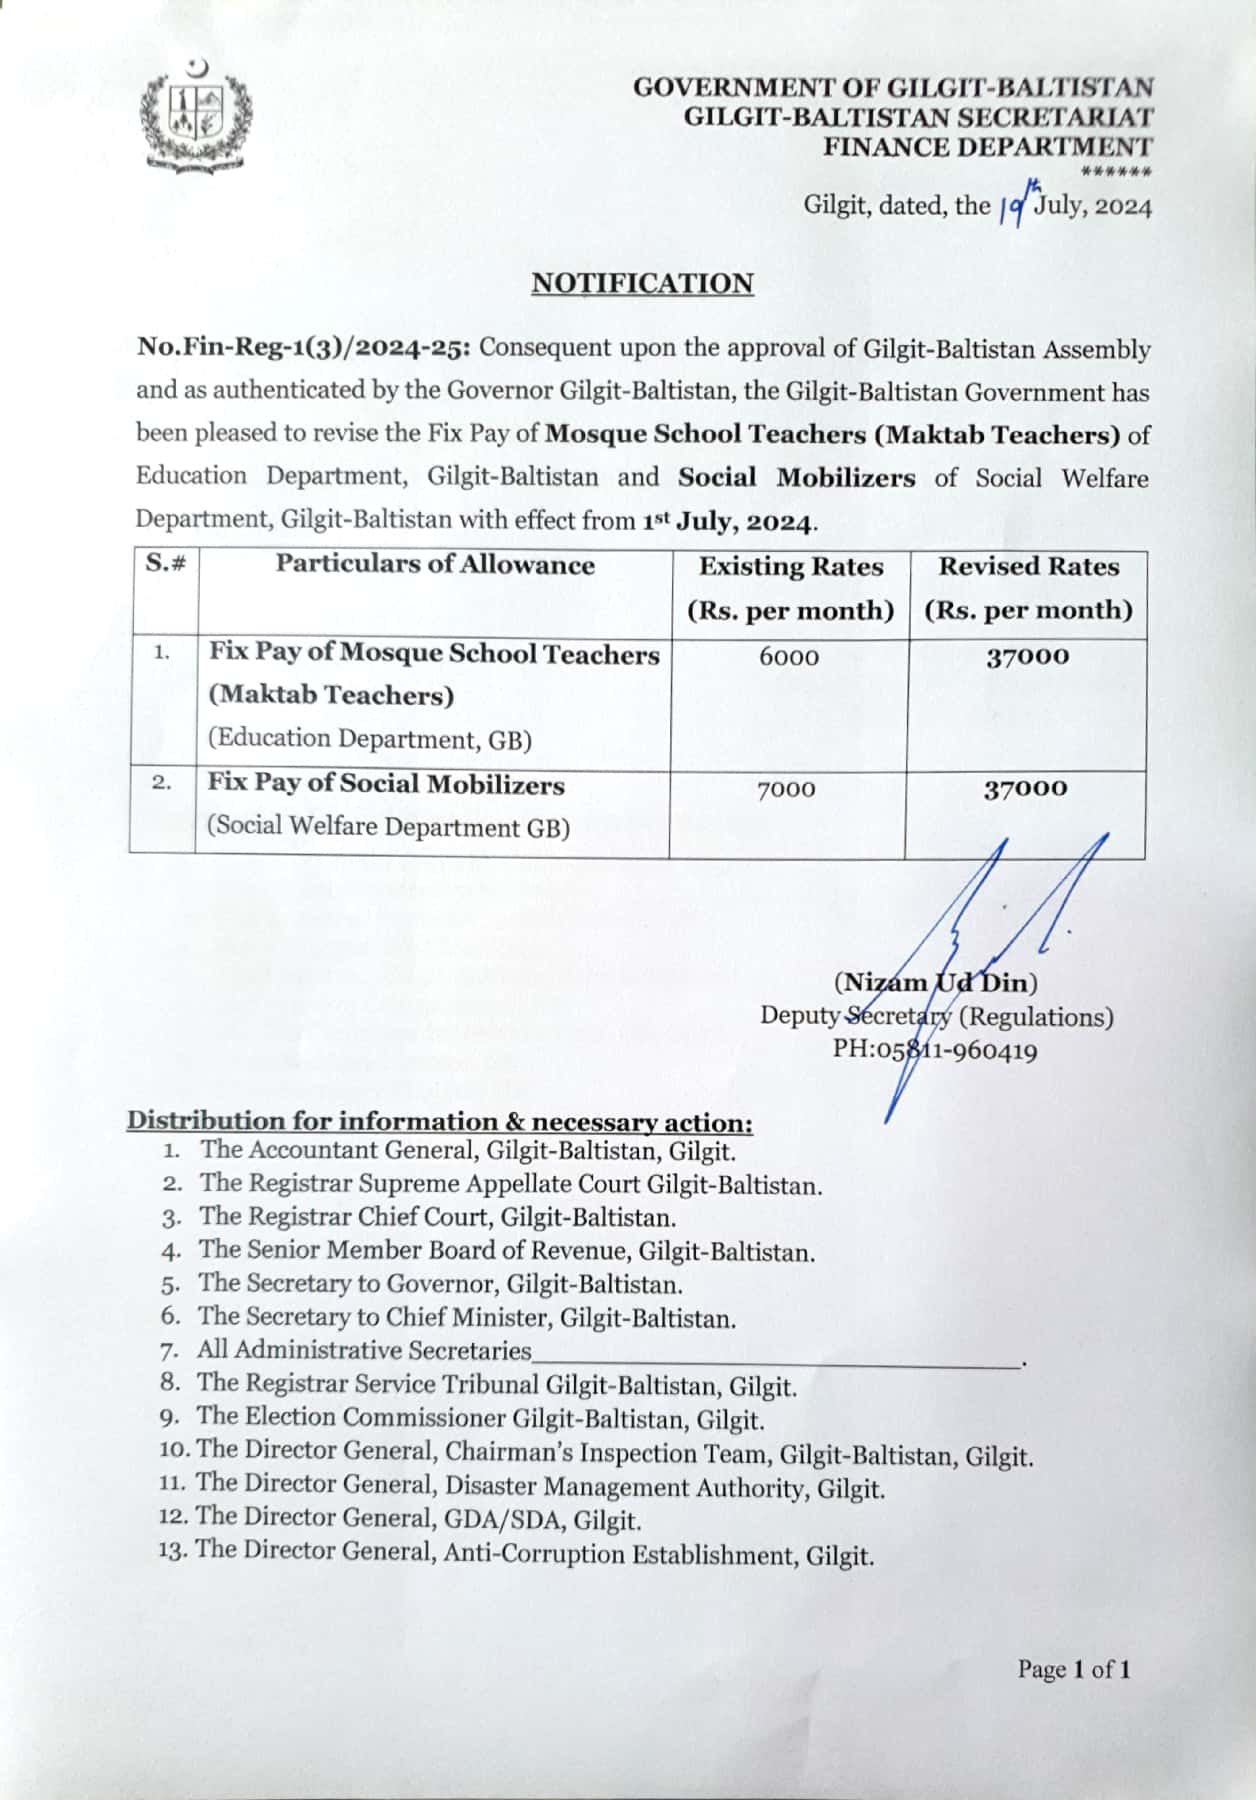 GOVERNMENT OF GILGIT-BALTISTAN
GILGIT-BALTISTAN SECRETARIAT
FINANCE DEPARTMENT
******
Gilgit, dated, the 19th July, 2024
NOTIFICATION
No.Fin-Reg-1(3)/2024-25: Consequent upon the approval of Gilgit-Baltistan Assembly
and as authenticated by the Governor Gilgit-Baltistan, the Gilgit-Baltistan Government has
been pleased to revise the Fix Pay of Mosque School Teachers (Maktab Teachers) of
Education Department, Gilgit-Baltistan and Social Mobilizers of Social Welfare
Department, Gilgit-Baltistan with effect from 1st July, 2024.
S.# Particulars of Allowance Existing Rates Revised Rates
(Rs. per month) (Rs. per month)
1. Fix Pay of Mosque School Teachers 6000 37000
(Maktab Teachers)
(Education Department, GB)
2. Fix Pay of Social Mobilizers 7000 37000
(Social Welfare Department GB)
(Nizam Ud Din)
Deputy Secretary (Regulations)
PH:05811-960419
Distribution for information & necessary action:
1. The Accountant General, Gilgit-Baltistan, Gilgit.
2. The Registrar Supreme Appellate Court Gilgit-Baltistan.
3. The Registrar Chief Court, Gilgit-Baltistan.
4. The Senior Member Board of Revenue, Gilgit-Baltistan.
5. The Secretary to Governor, Gilgit-Baltistan.
6. The Secretary to Chief Minister, Gilgit-Baltistan.
7. All Administrative Secretaries____________________________________.
8. The Registrar Service Tribunal Gilgit-Baltistan, Gilgit.
9. The Election Commissioner Gilgit-Baltistan, Gilgit.
10. The Director General, Chairman's Inspection Team, Gilgit-Baltistan, Gilgit.
11. The Director General, Disaster Management Authority, Gilgit.
12. The Director General, GDA/SDA, Gilgit.
13. The Director General, Anti-Corruption Establishment, Gilgit.
Page 1 of 1